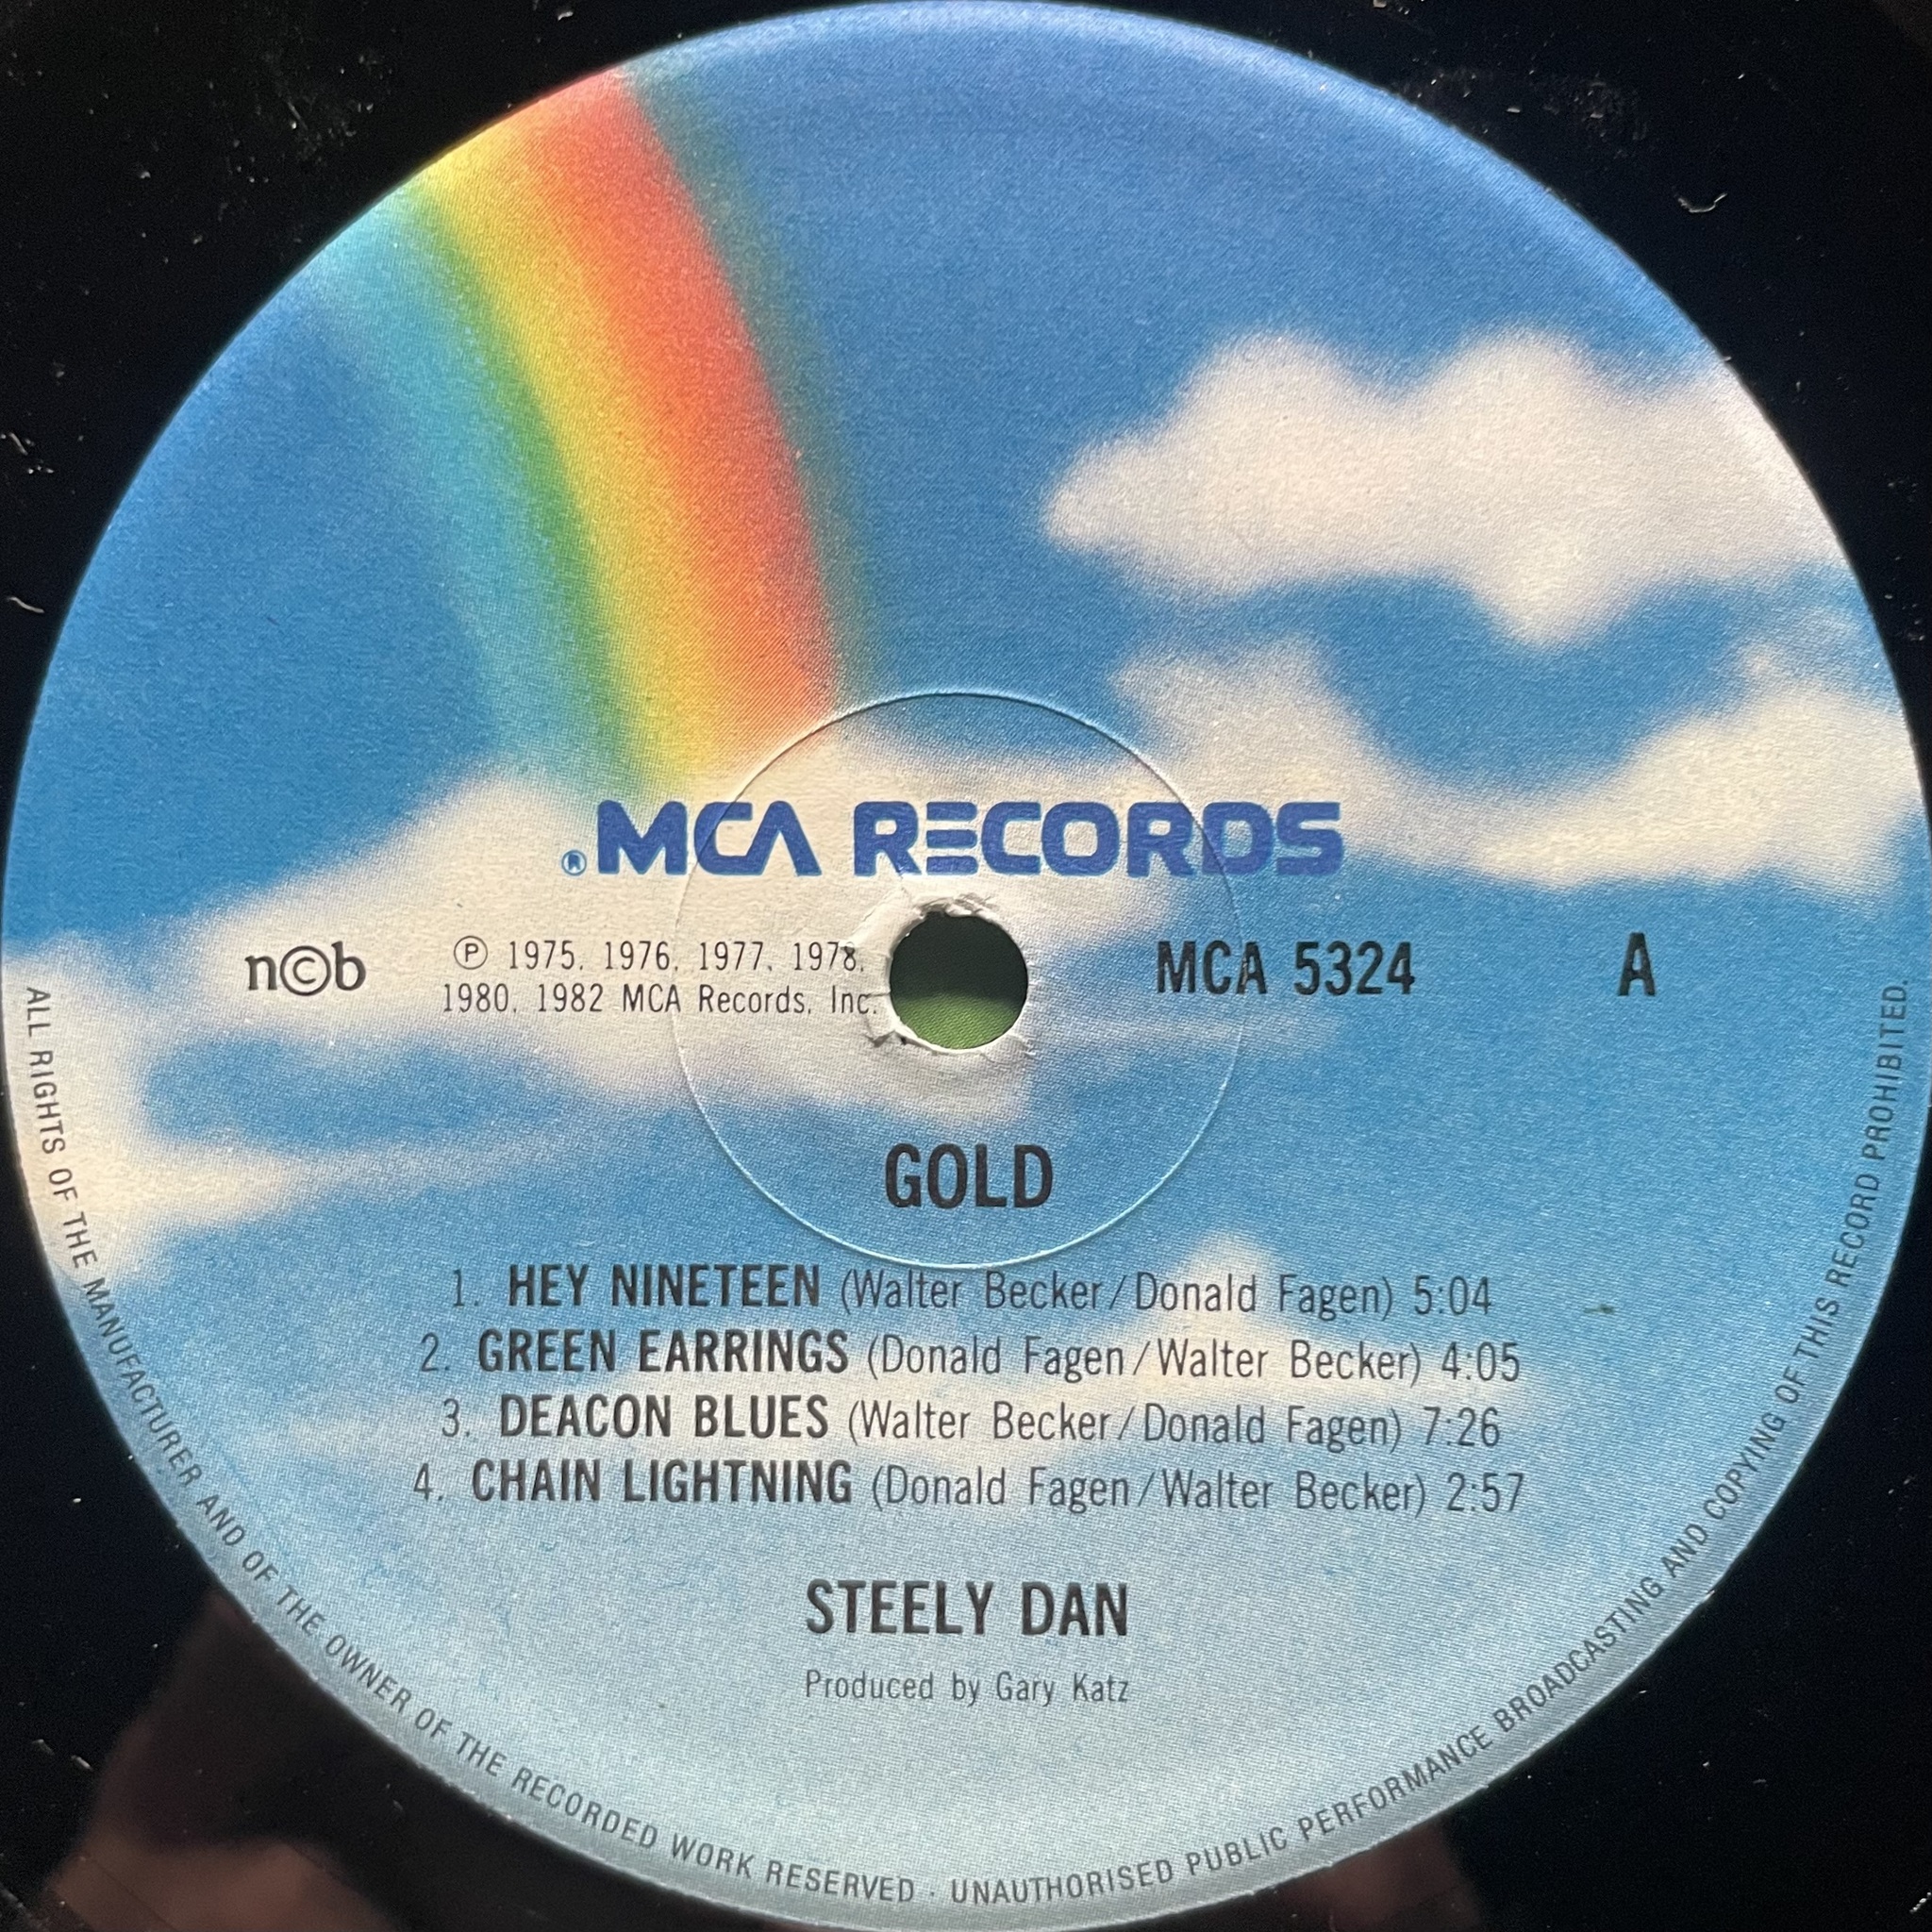 ® MCA RECORDS
n©b
℗ 1975, 1976, 1977, 1978,
1980, 1982 MCA Records, Inc.
MCA 5324
A
GOLD
1. HEY NINETEEN (Walter Becker/Donald Fagen) 5:04
2. GREEN EARRINGS (Donald Fagen/Walter Becker) 4:05
3. DEACON BLUES (Walter Becker/Donald Fagen) 7:26
4. CHAIN LIGHTNING (Donald Fagen/Walter Becker) 2:57
STEELY DAN
Produced by Gary Katz
ALL RIGHTS OF THE MANUFACTURER AND OF THE OWNER OF THE RECORDED WORK RESERVED · UNAUTHORISED PUBLIC PERFORMANCE BROADCASTING AND COPYING OF THIS RECORD PROHIBITED.